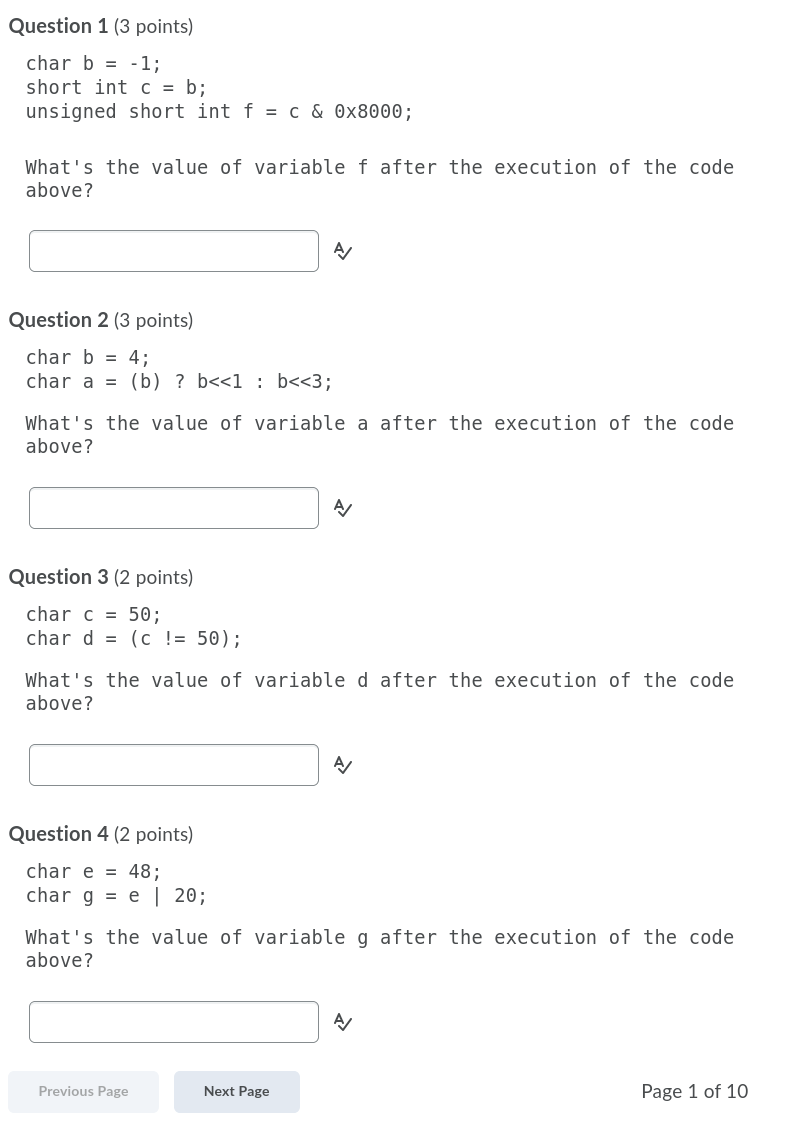 Question 1 (3 points)
char b = -1;
short int c = b;
unsigned short int f = c & 0x8000;
What's the value of variable f after the execution of the code
above?
Question 2 (3 points)
char b = 4;
char a = (b) ? b<<1 : b<<3;
What's the value of variable a after the execution of the code
above?
Question 3 (2 points)
char c = 50;
char d = (c != 50);
What's the value of variable d after the execution of the code
above?
Question 4 (2 points)
char e = 48;
char g = e | 20;
What's the value of variable g after the execution of the code
above?
Previous Page Next Page Page 1 of 10